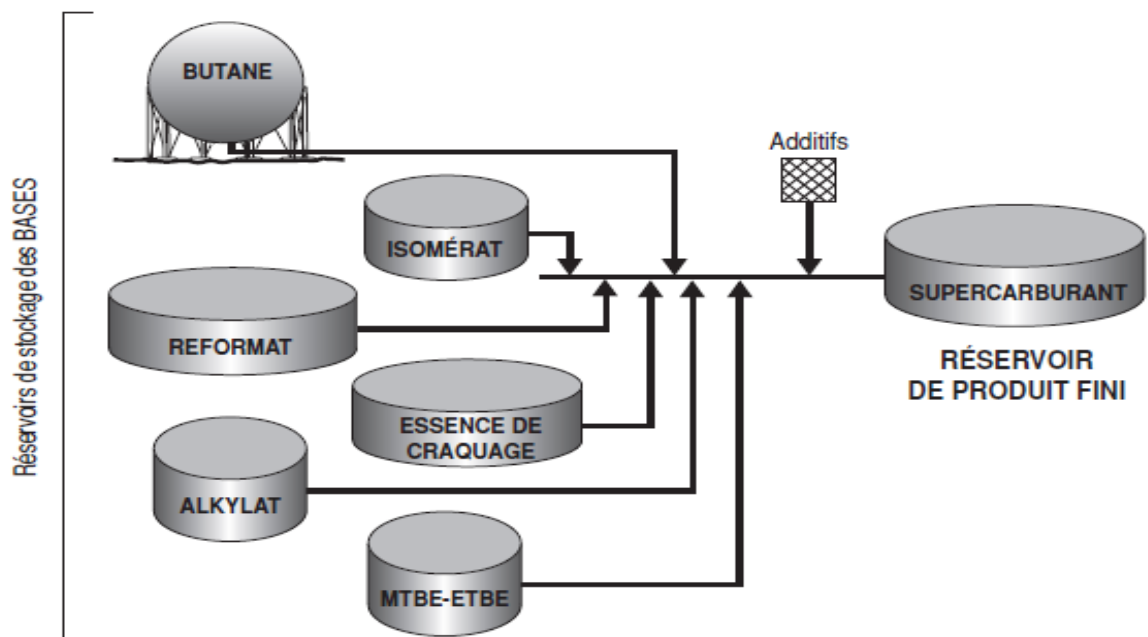 Réservoirs de stockage des BASES
BUTANE
Additifs
ISOMÉRAT
SUPERCARBURANT
REFORMAT
RÉSERVOIR
DE PRODUIT FINI
ESSENCE DE
CRAQUAGE
ALKYLAT
MTBE-ETBE